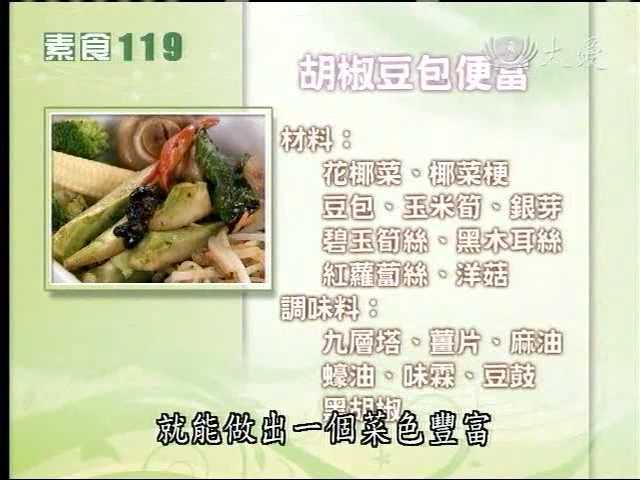 素食119
大愛
胡椒豆包便當
材料：
花椰菜、椰菜梗
豆包、玉米筍、銀芽
碧玉筍絲、黑木耳絲
紅蘿蔔絲、洋菇
調味料：
九層塔、薑片、麻油
蠔油、味霖、豆鼓
黑胡椒
就能做出一個菜色豐富